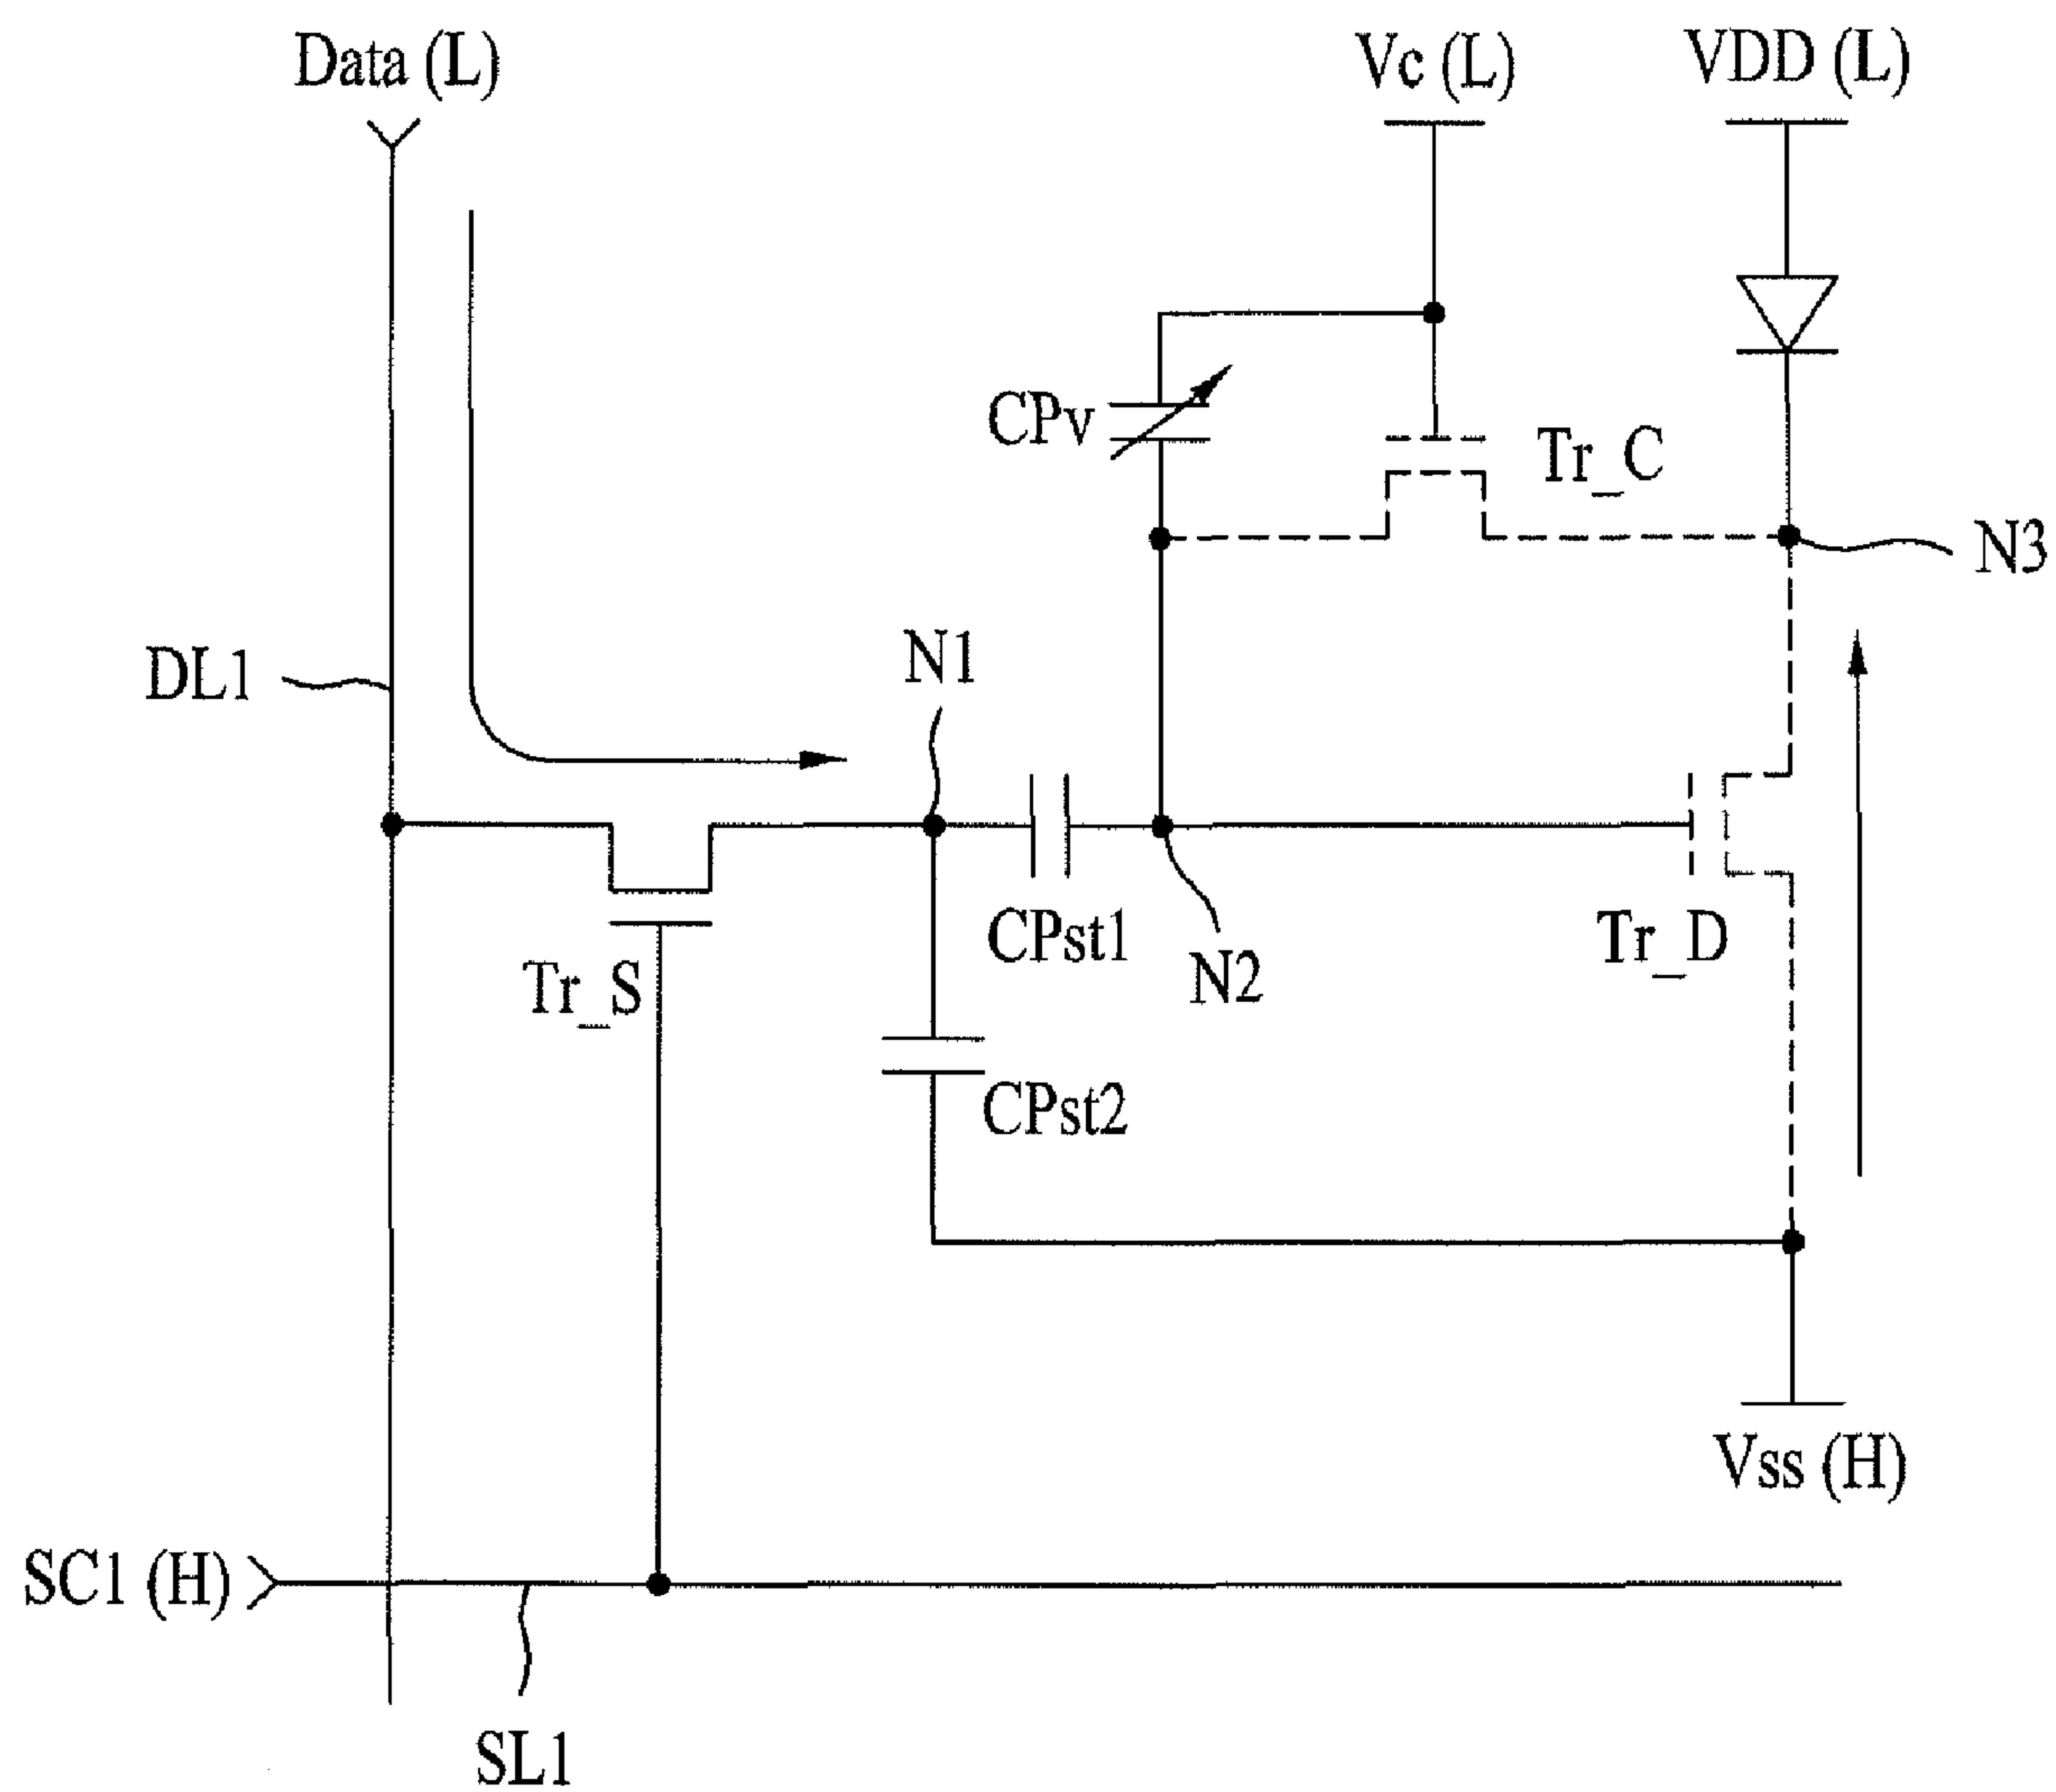 Data (L)
Vc (L)
VDD (L)
CPv
Tr_C
N3
DL1
N1
CPst1
N2
Tr_D
Tr_S
CPst2
Vss (H)
SC1 (H)
SL1